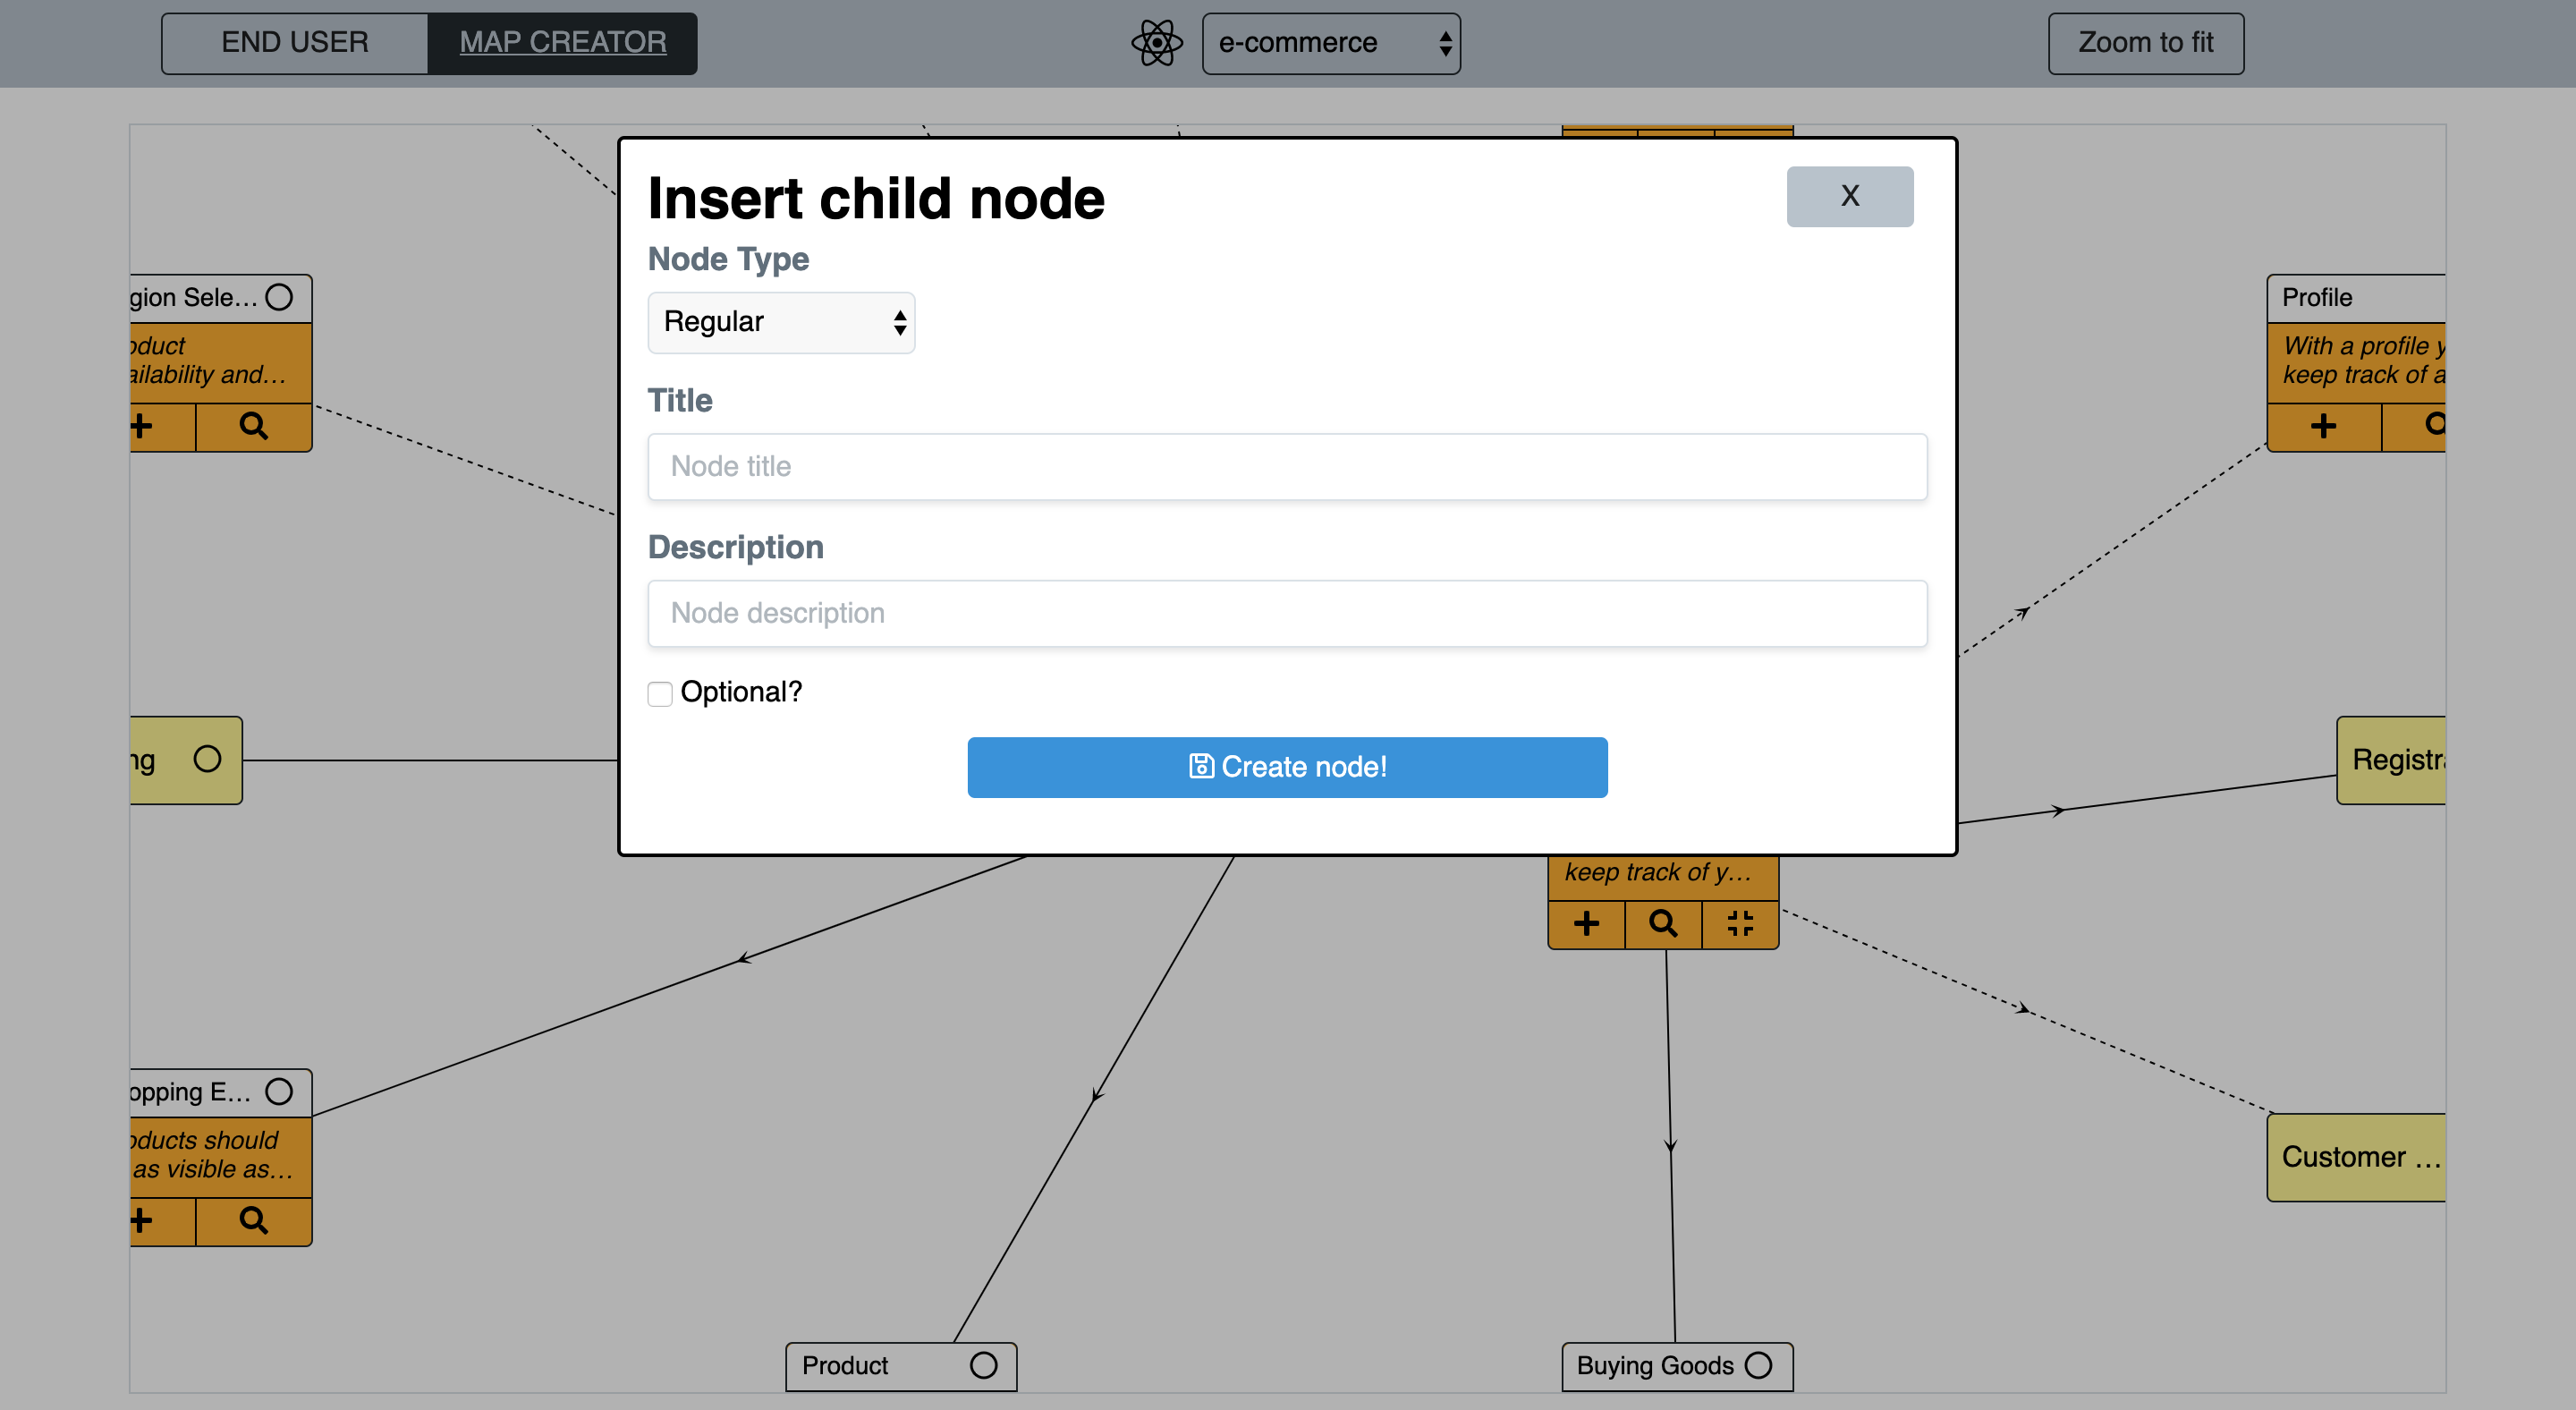 END USER
MAP CREATOR
e-commerce
Zoom to fit
Insert child node
X
Node Type
Regular
Title
Node title
Description
Node description
Optional?
Create node!
gion Sele...
oduct
ailability and...
Profile
With a profile y
keep track of a
ng
Registra
keep track of y...
opping E...
oducts should
as visible as...
Customer ...
Product
Buying Goods